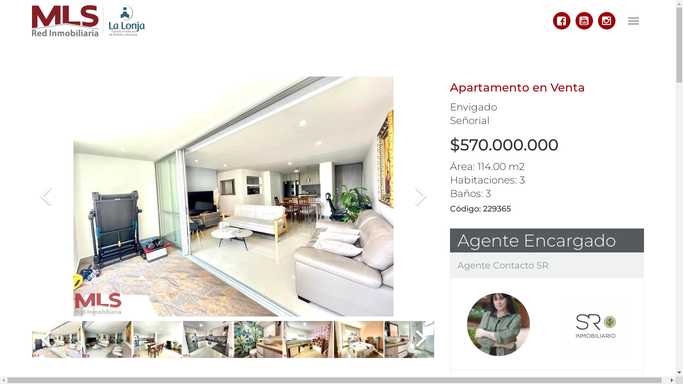 MLS
Red Inmobiliaria
La Lonja
Apartamento en Venta
Envigado
Señorial
$570.000.000
Área: 114.00 m2
Habitaciones: 3
Baños: 3
Código: 229365
Agente Encargado
Agente Contacto SR
MLS
Red Inmobiliaria
SR
INMOBILIARIO